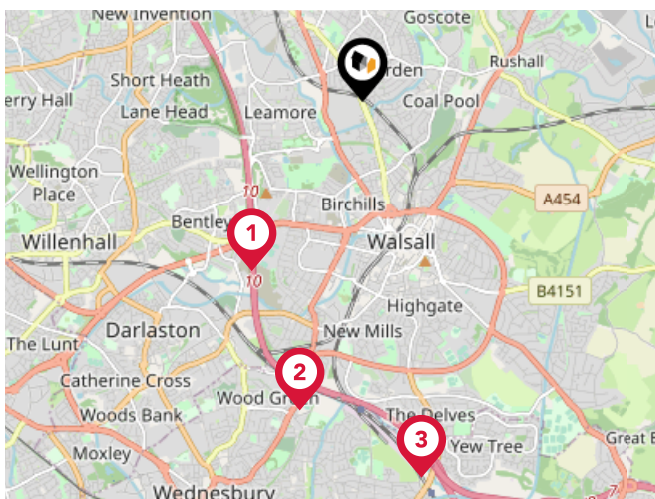 New Invention
Goscote
Rushall
Short Heath
rden
erry Hall
Lane Head
Leamore
Coal Pool
Wellington
Place
10
A454
Birchills
Bentley
Willenhall
1
Walsall
10
B4151
Highgate
Darlaston
New Mills
The Lunt
2
Catherine Cross
Wood Green
Woods Bank
The Delves
3
Yew Tree
Great B
Moxley
Wednesbury
7